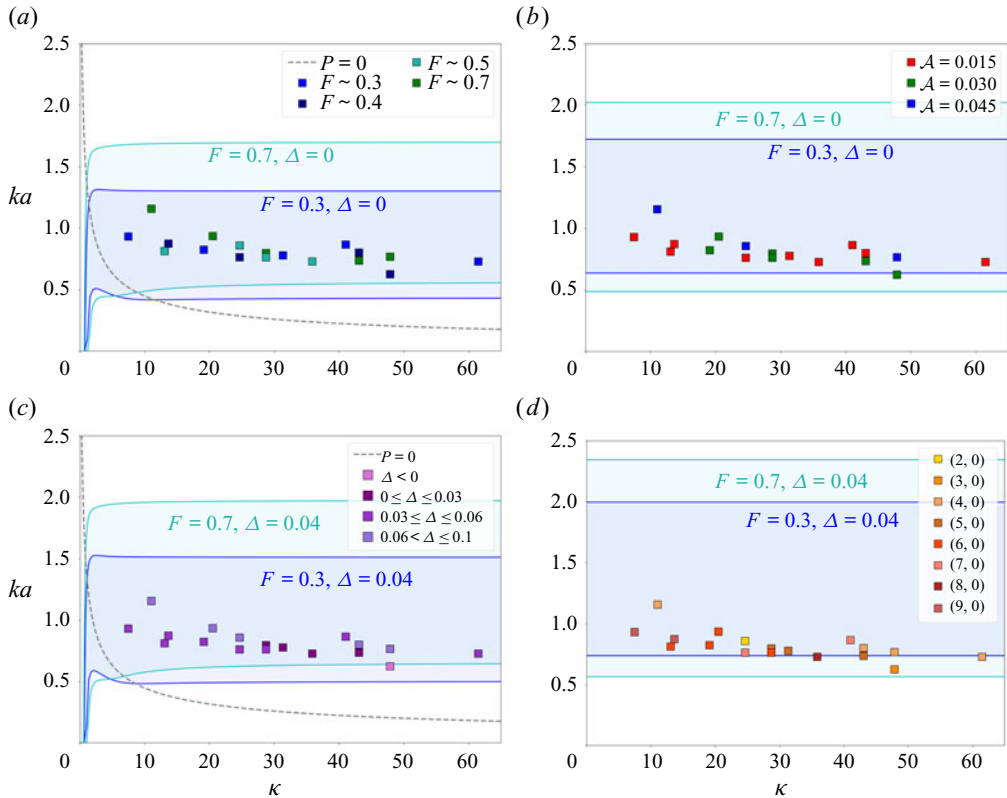 (a)
2.5
2.0
1.5
1.0
0.5
0
ka
10
20
30
40
50
60
P = 0
F ~ 0.3
F ~ 0.4
F ~ 0.5
F ~ 0.7
F = 0.7, Δ = 0
F = 0.3, Δ = 0
(b)
2.5
2.0
1.5
1.0
0.5
0
10
20
30
40
50
60
𝒜 = 0.015
𝒜 = 0.030
𝒜 = 0.045
F = 0.7, Δ = 0
F = 0.3, Δ = 0
(c)
2.5
2.0
1.5
1.0
0.5
0
ka
10
20
30
40
50
60
κ
P = 0
Δ < 0
0 ≤ Δ ≤ 0.03
0.03 ≤ Δ ≤ 0.06
0.06 < Δ ≤ 0.1
F = 0.7, Δ = 0.04
F = 0.3, Δ = 0.04
(d)
2.5
2.0
1.5
1.0
0.5
0
10
20
30
40
50
60
κ
(2, 0)
(3, 0)
(4, 0)
(5, 0)
(6, 0)
(7, 0)
(8, 0)
(9, 0)
F = 0.7, Δ = 0.04
F = 0.3, Δ = 0.04